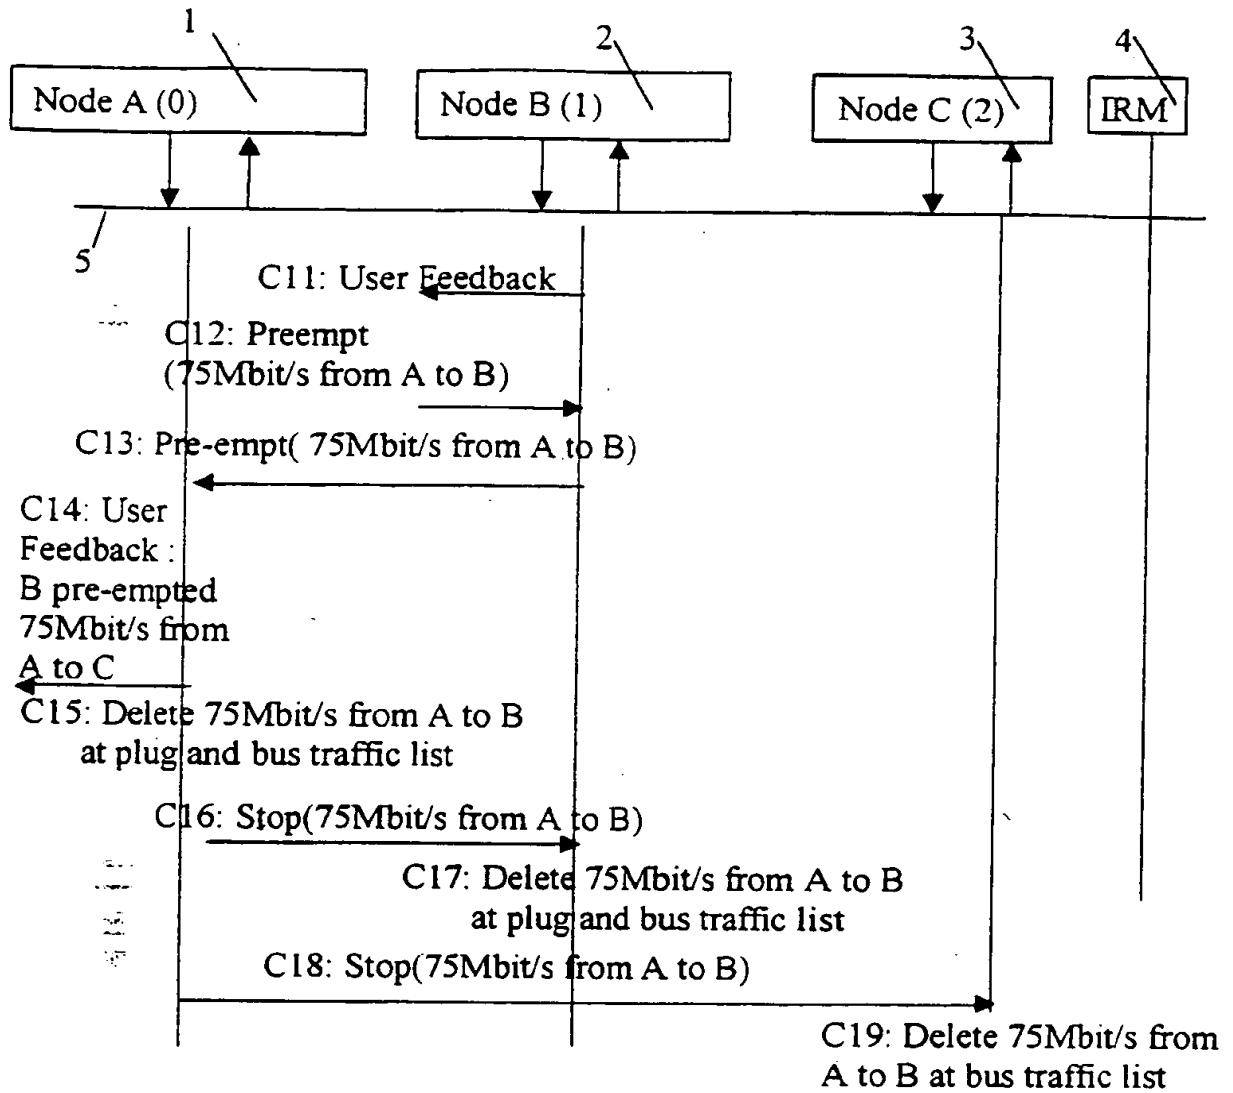 1
2
3
4
Node A (0)
Node B (1)
Node C (2)
IRM
5
C11: User Feedback
C12: Preempt
(75Mbit/s from A to B)
C13: Pre-empt( 75Mbit/s from A to B)
C14: User
Feedback :
B pre-empted
75Mbit/s from
A to C
C15: Delete 75Mbit/s from A to B
at plug and bus traffic list
C16: Stop(75Mbit/s from A to B)
C17: Delete 75Mbit/s from A to B
at plug and bus traffic list
C18: Stop(75Mbit/s from A to B)
C19: Delete 75Mbit/s from
A to B at bus traffic list